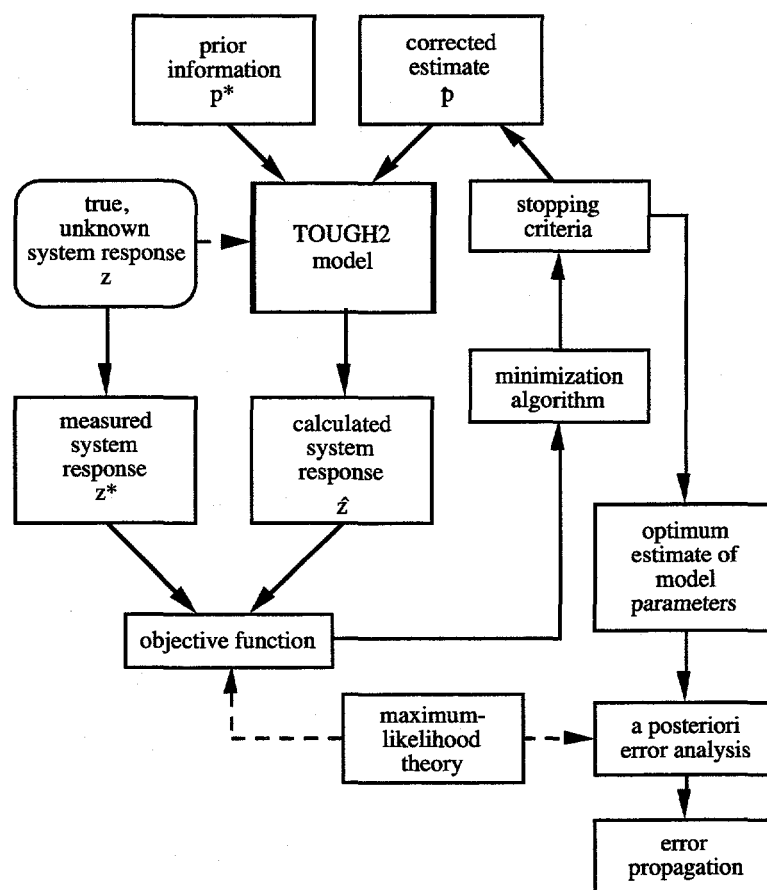 prior
information
p*
corrected
estimate
p̂
true,
unknown
system response
z
TOUGH2
model
stopping
criteria
minimization
algorithm
measured
system
response
z*
calculated
system
response
ẑ
optimum
estimate of
model
parameters
objective function
maximum-
likelihood
theory
a posteriori
error analysis
error
propagation